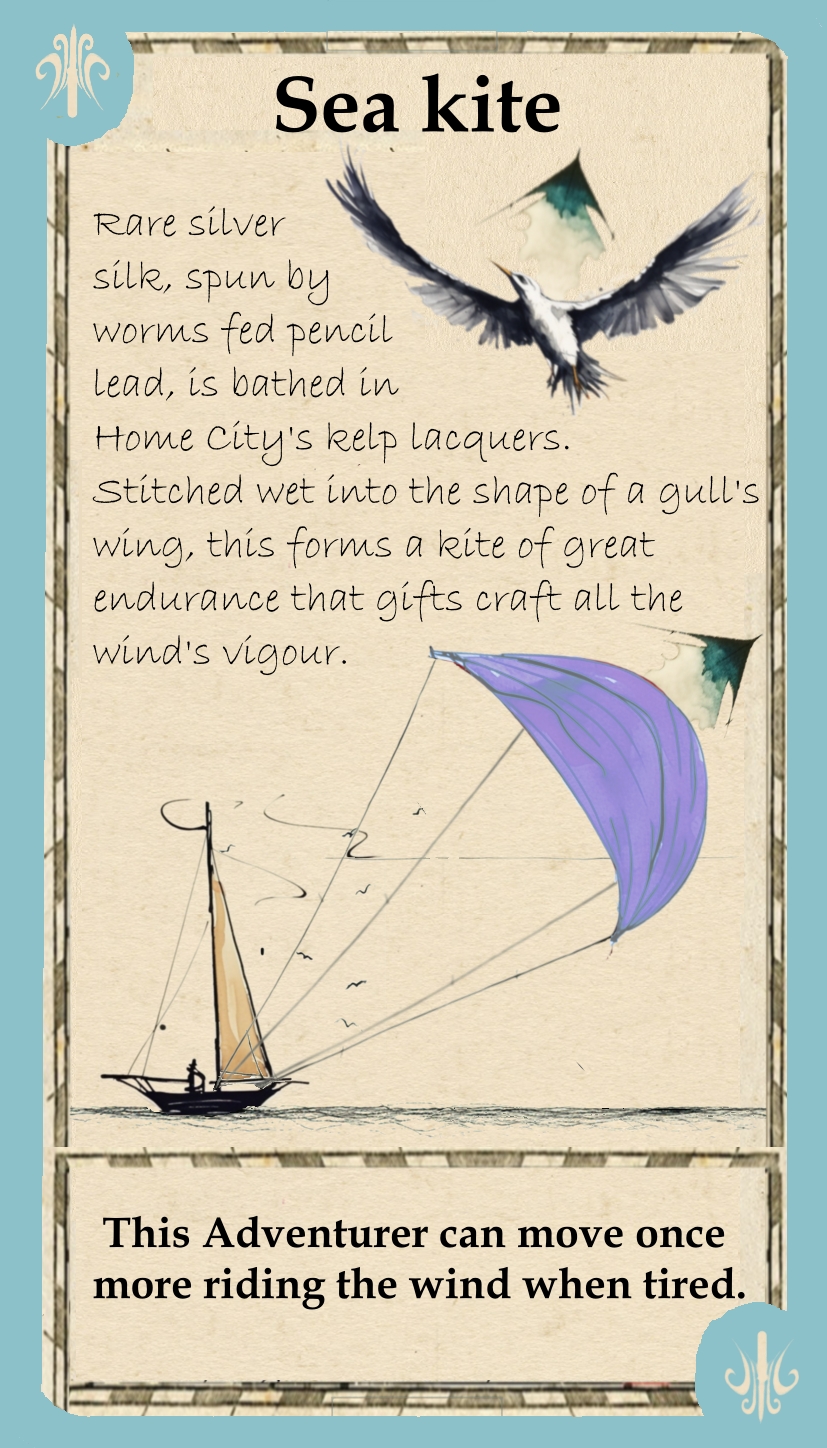 Sea kite
Rare silver
silk, spun by
worms fed pencil
lead, is bathed in
Home City's kelp lacquers.
Stitched wet into the shape of a gull's
wing, this forms a kite of great
endurance that gifts craft all the
wind's vigour.
This Adventurer can move once
more riding the wind when tired.